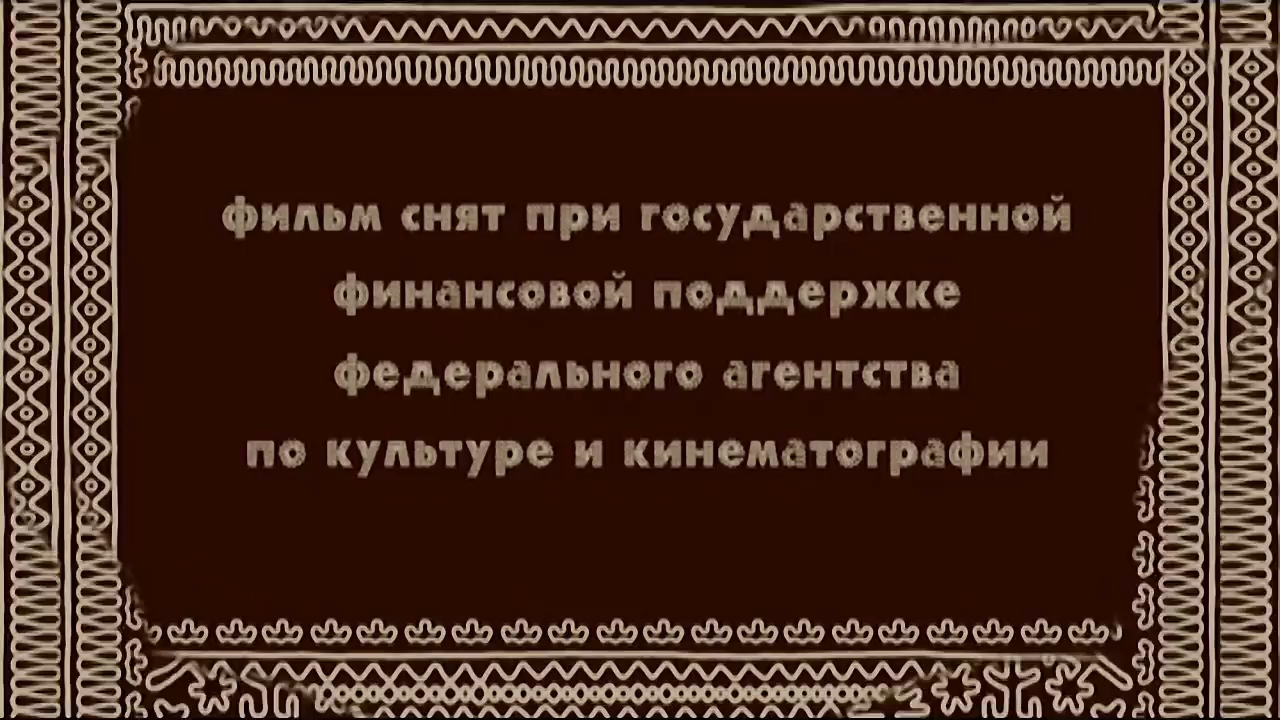 фильм снят при государственной
финансовой поддержке
федерального агентства
по культуре и кинематографии